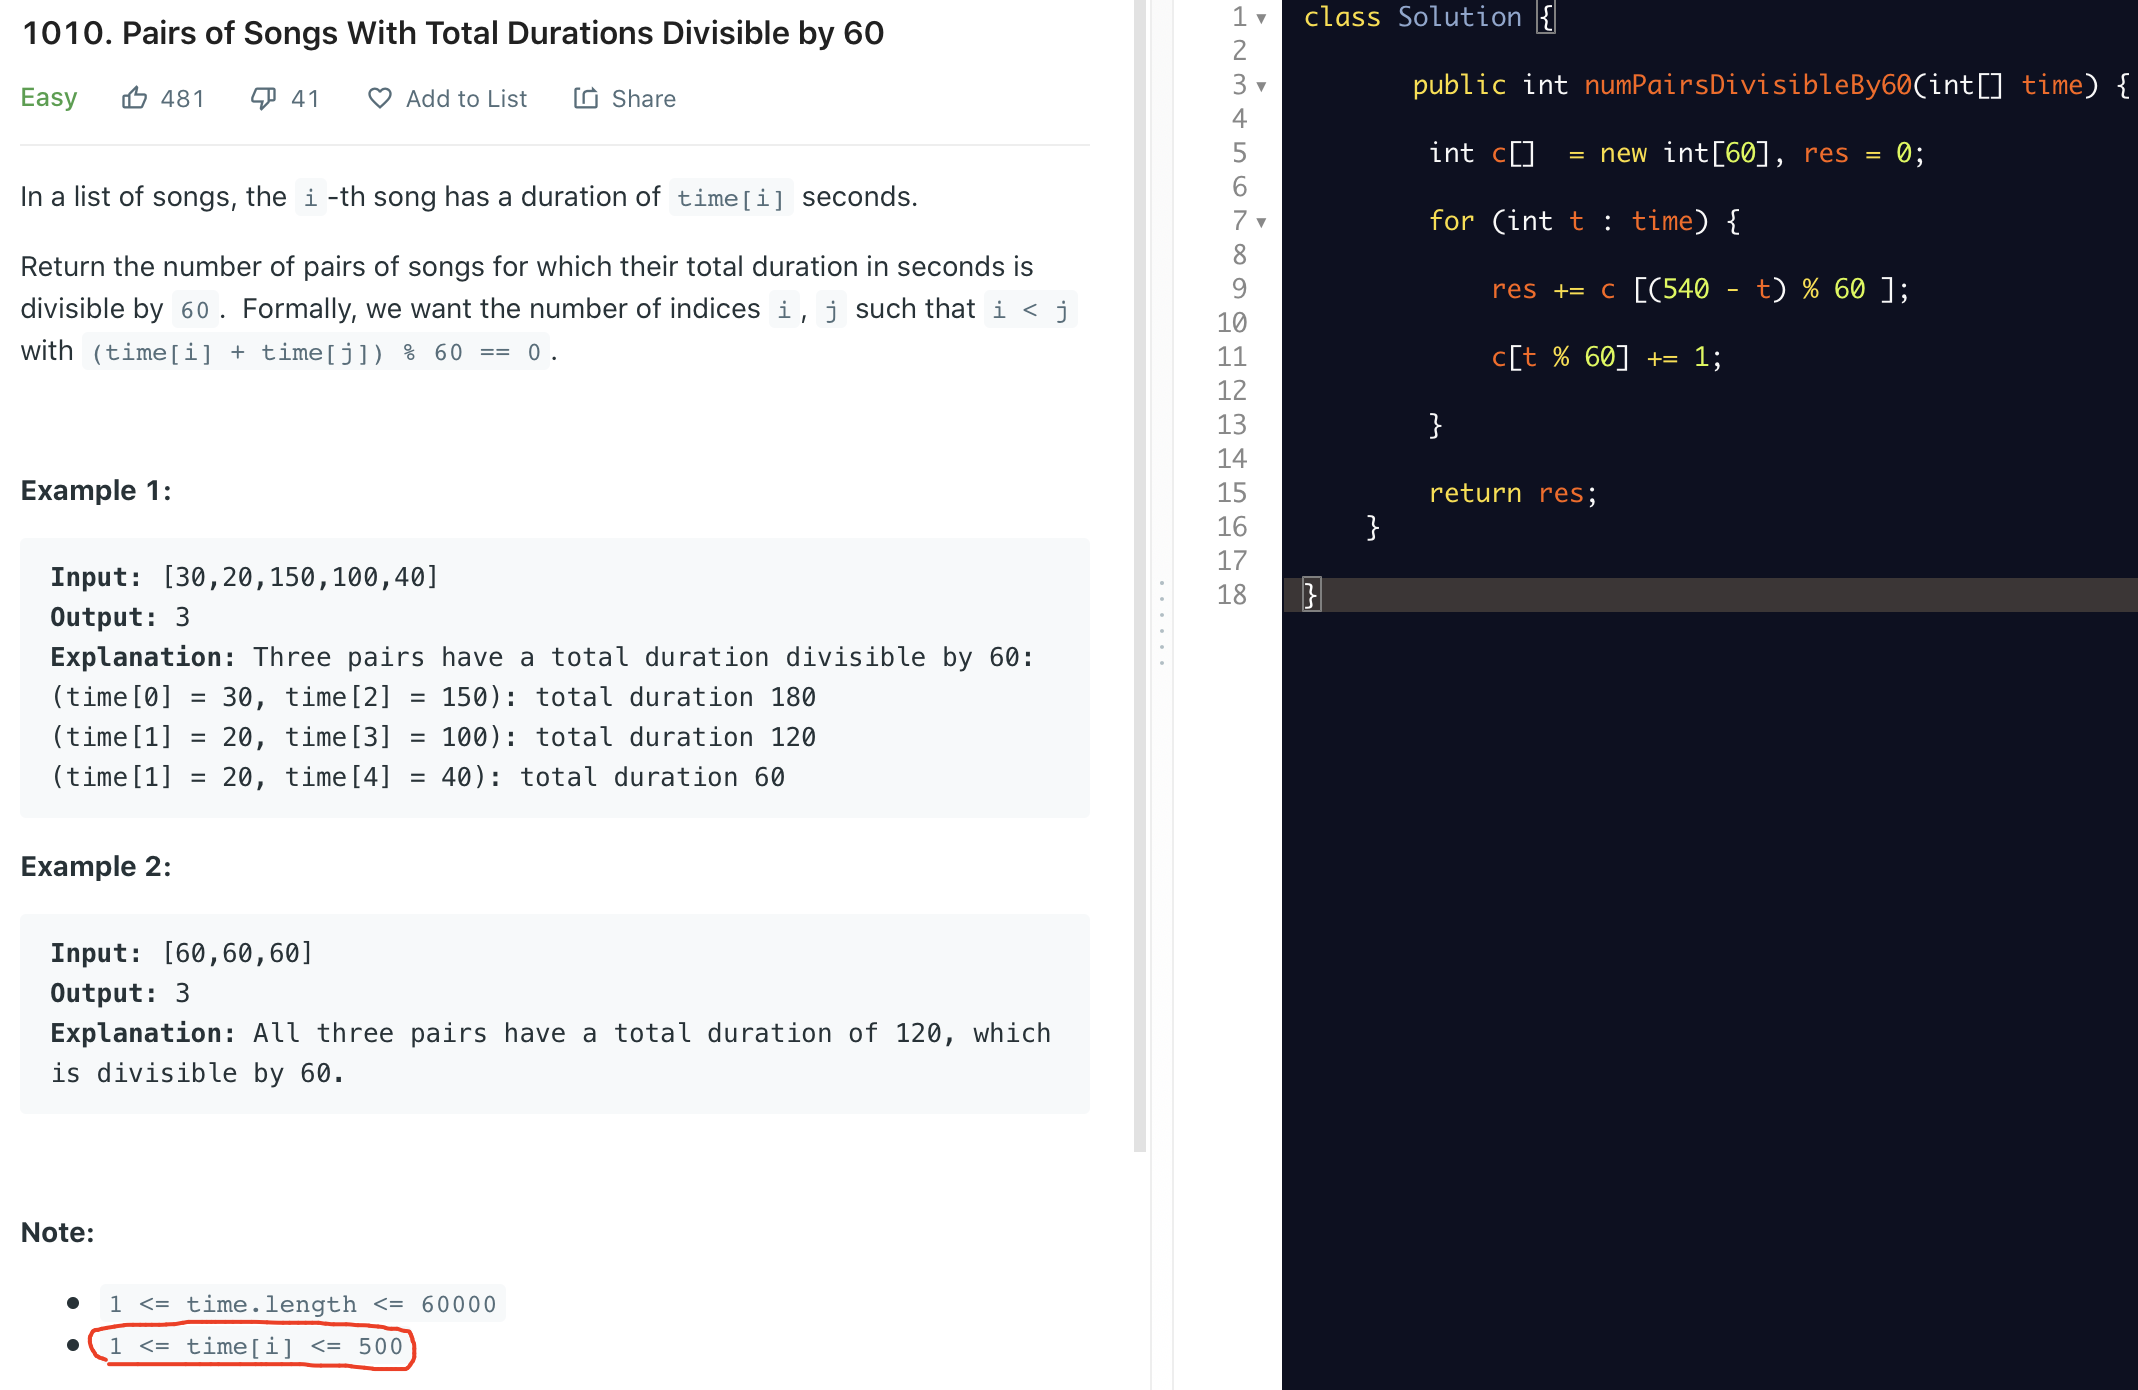 1010. Pairs of Songs With Total Durations Divisible by 60
Easy 481 41 Add to List Share
In a list of songs, the i -th song has a duration of time[i] seconds.
Return the number of pairs of songs for which their total duration in seconds is
divisible by 60 . Formally, we want the number of indices i , j such that i < j
with (time[i] + time[j]) % 60 == 0 .
Example 1:
Input: [30,20,150,100,40]
Output: 3
Explanation: Three pairs have a total duration divisible by 60:
(time[0] = 30, time[2] = 150): total duration 180
(time[1] = 20, time[3] = 100): total duration 120
(time[1] = 20, time[4] = 40): total duration 60
Example 2:
Input: [60,60,60]
Output: 3
Explanation: All three pairs have a total duration of 120, which
is divisible by 60.
Note:
1 <= time.length <= 60000
1 <= time[i] <= 500
1 class Solution {
2
3 public int numPairsDivisibleBy60(int[] time) {
4
5 int c[]  = new int[60], res = 0;
6
7 for (int t : time) {
8
9 res += c [(540 - t) % 60 ];
10
11 c[t % 60] += 1;
12
13 }
14
15 return res;
16 }
17
18 }